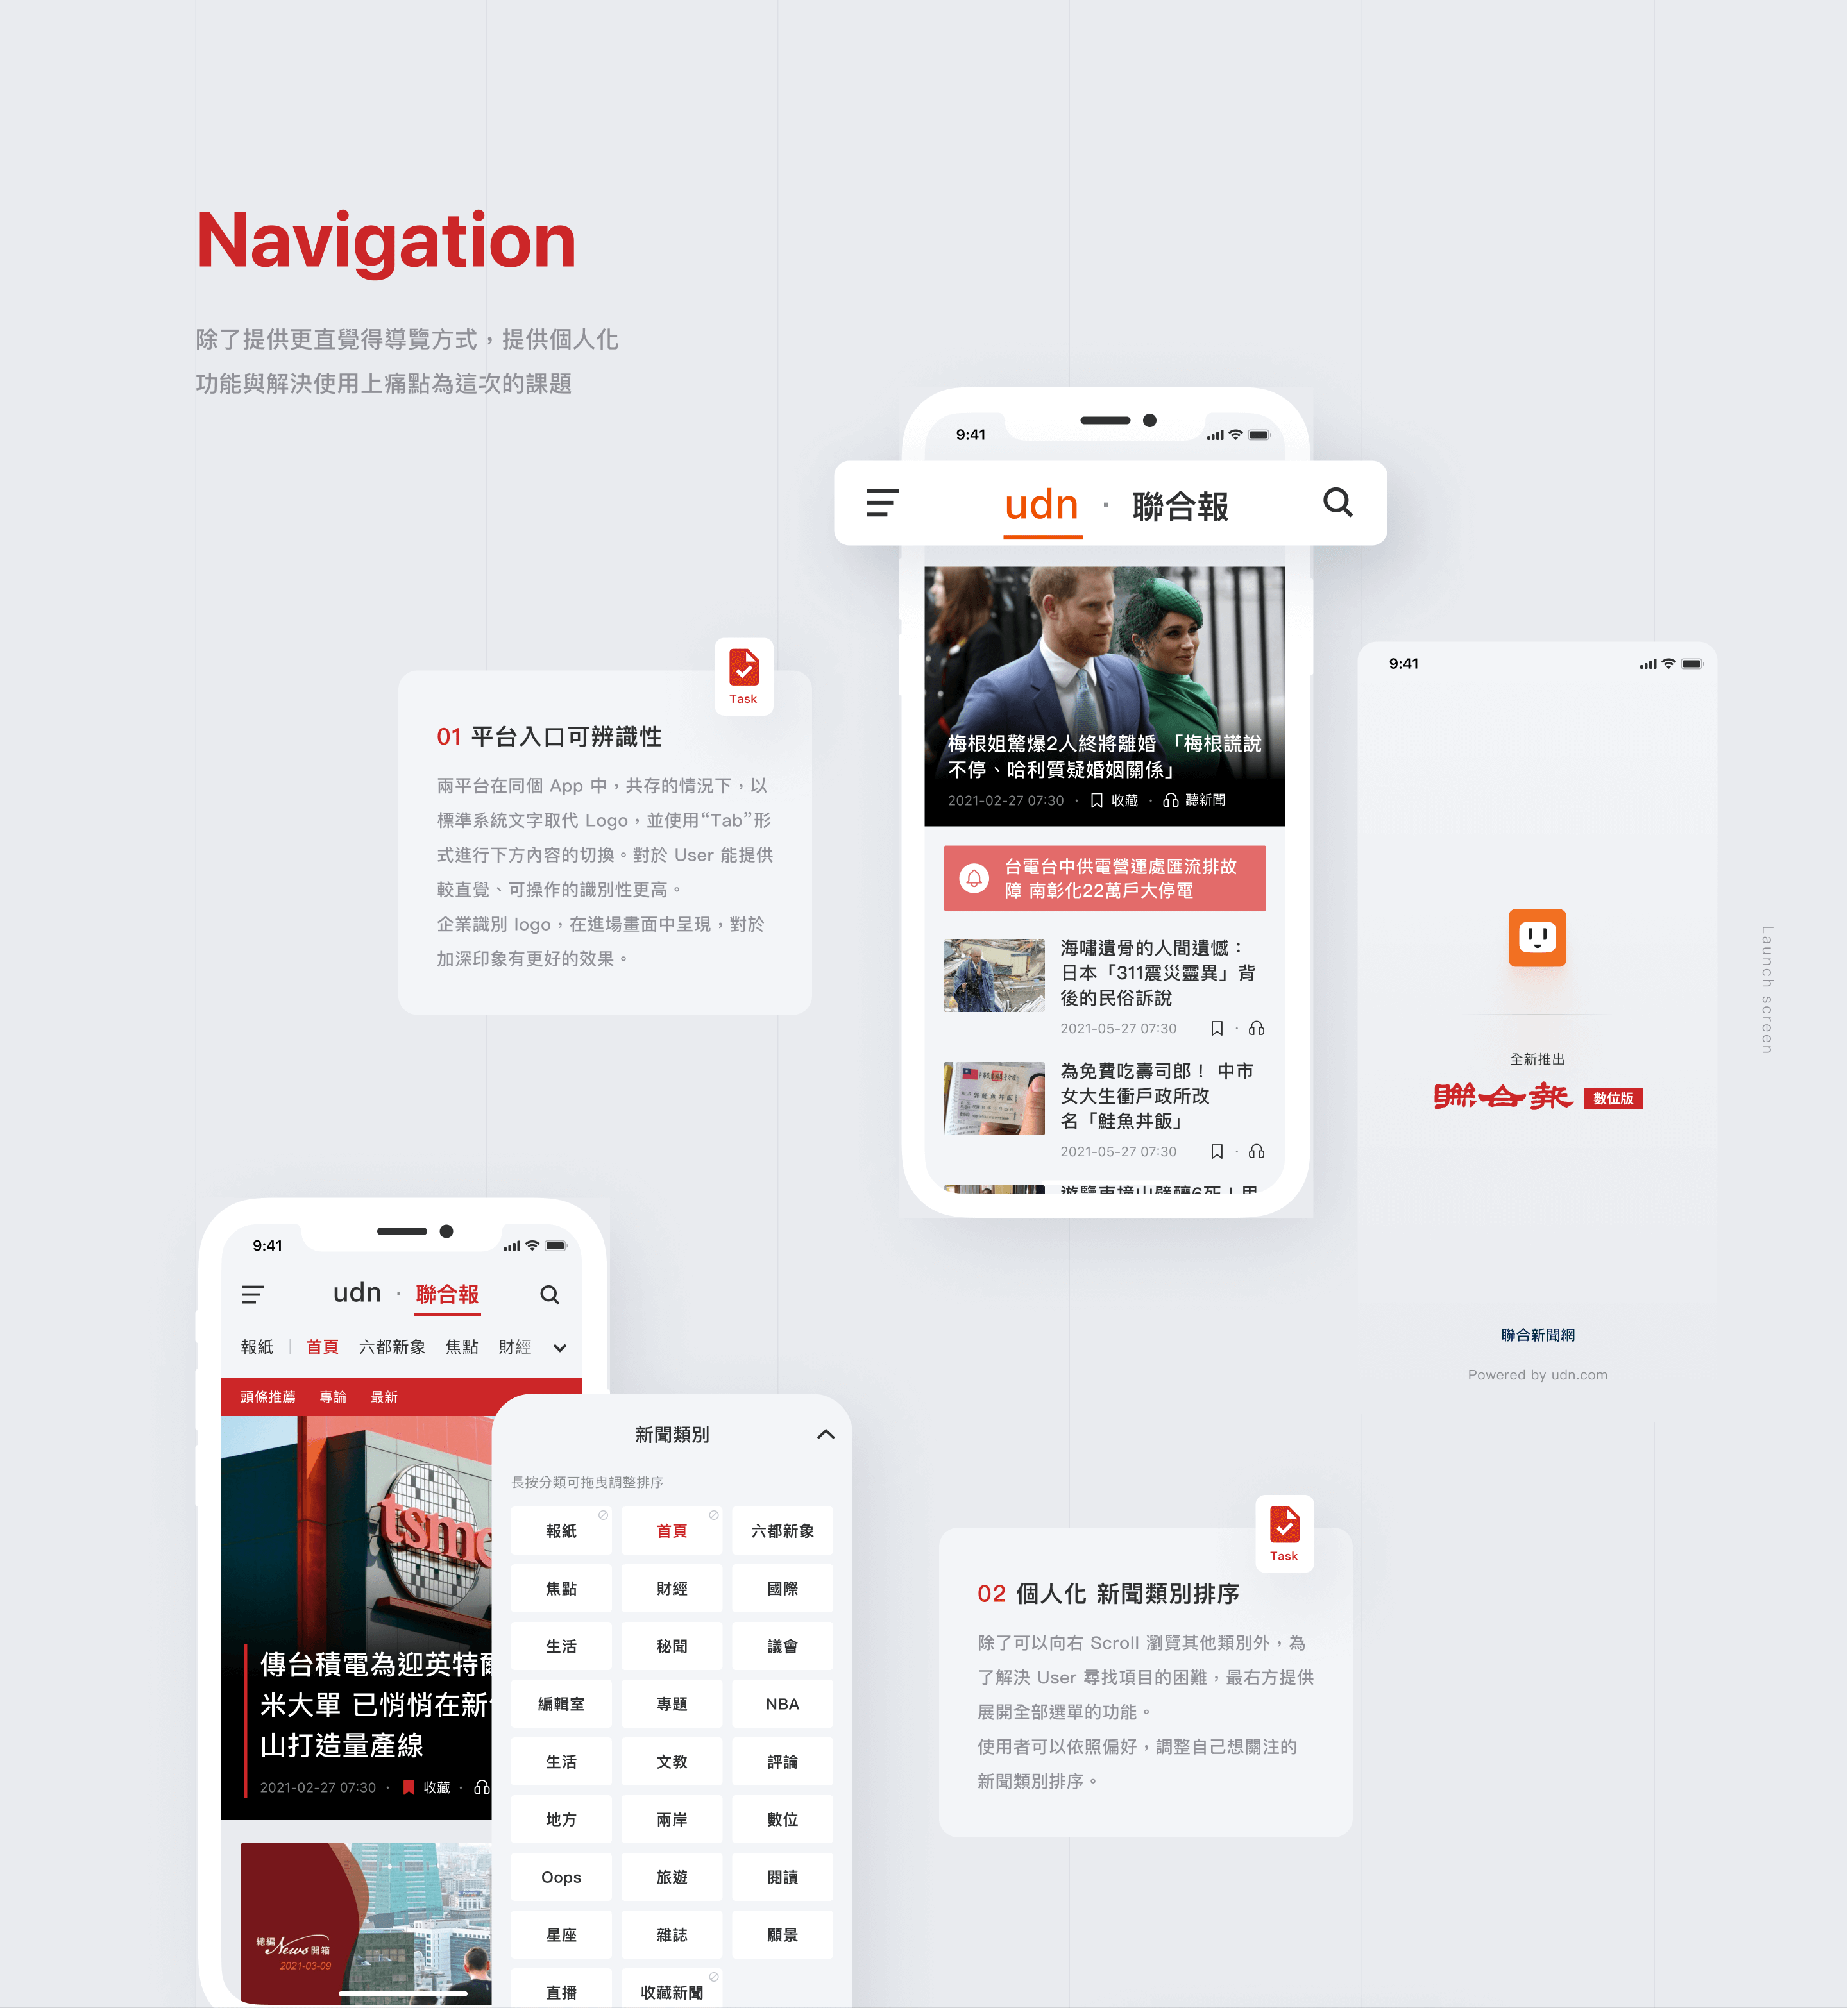 Navigation
除了提供更直覺得導覽方式，提供個人化
功能與解決使用上痛點為這次的課題
9:41
udn · 聯合報
梅根姐驚爆2人終將離婚 「梅根謊說
不停、哈利質疑婚姻關係」
2021-02-27 07:30 · 收藏 · 聽新聞
台電台中供電營運處匯流排故
障 南彰化22萬戶大停電
海嘯遺骨的人間遺憾：
日本「311震災靈異」背
後的民俗訴說
2021-05-27 07:30
為免費吃壽司郎！ 中市
女大生衝戶政所改
名「鮭魚丼飯」
2021-05-27 07:30
Task
01 平台入口可辨識性
兩平台在同個 App 中，共存的情況下，以
標準系統文字取代 Logo，並使用“Tab”形
式進行下方內容的切換。對於 User 能提供
較直覺、可操作的識別性更高。
企業識別 logo，在進場畫面中呈現，對於
加深印象有更好的效果。
9:41
全新推出
聯合報 數位版
聯合新聞網
Powered by udn.com
Launch screen
9:41
udn · 聯合報
報紙 首頁 六都新象 焦點 財經
頭條推薦 專論 最新
tsmc
傳台積電為迎英特爾
米大單 已悄悄在新
山打造量產線
2021-02-27 07:30 · 收藏 ·
總編 News 開箱
2021-03-09
新聞類別
長按分類可拖曳調整排序
報紙 首頁 六都新象
焦點 財經 國際
生活 秘聞 議會
編輯室 專題 NBA
生活 文教 評論
地方 兩岸 數位
Oops 旅遊 閱讀
星座 雜誌 願景
直播 收藏新聞
Task
02 個人化 新聞類別排序
除了可以向右 Scroll 瀏覽其他類別外，為
了解決 User 尋找項目的困難，最右方提供
展開全部選單的功能。
使用者可以依照偏好，調整自己想關注的
新聞類別排序。